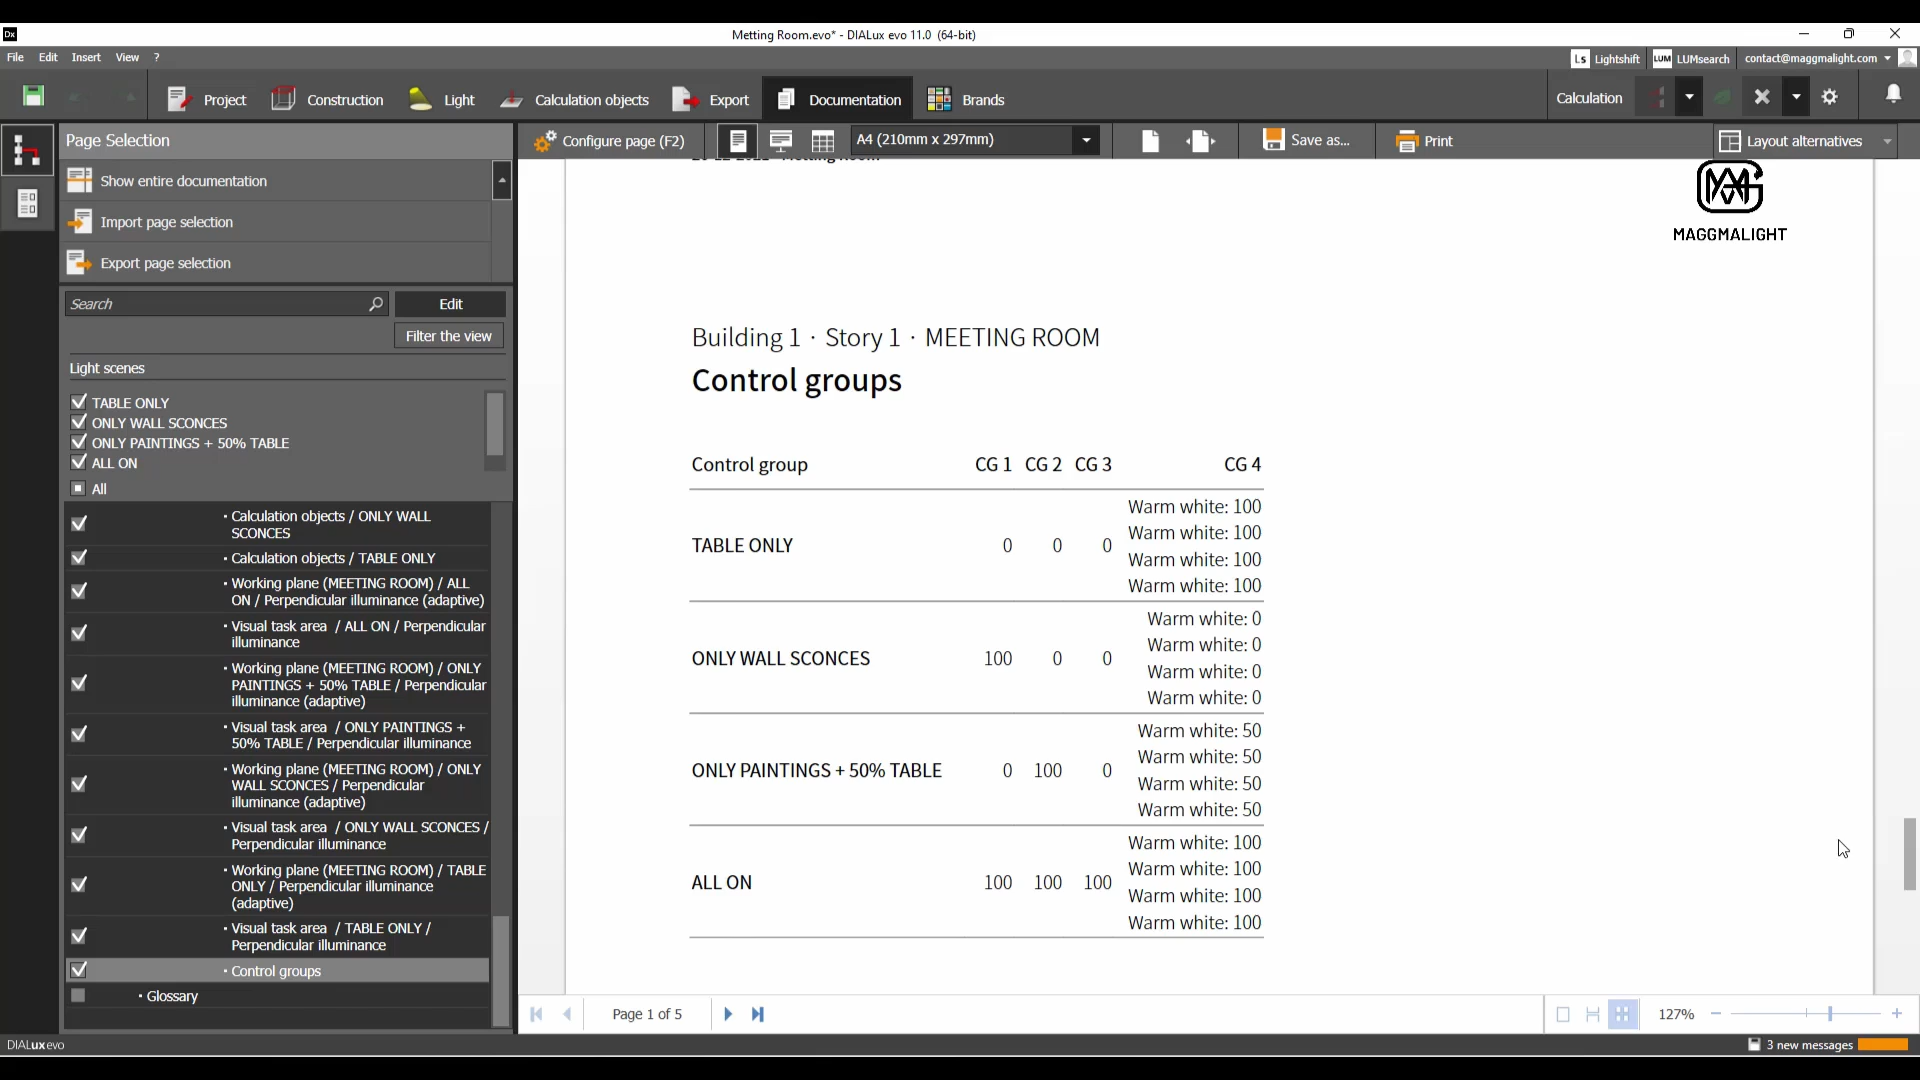 Dx
Metting Room.evo* - DIALux evo 11.0 (64-bit)
File Edit Insert View ?
Ls Lightshift LUM LUMsearch contact@maggmalight.com
Project Construction Light Calculation objects Export Documentation Brands Calculation
Page Selection
Configure page (F2) A4 (210mm x 297mm) Save as... Print Layout alternatives
Show entire documentation
Import page selection
Export page selection
Search Edit
Filter the view
Light scenes
TABLE ONLY
ONLY WALL SCONCES
ONLY PAINTINGS + 50% TABLE
ALL ON
All
· Calculation objects / ONLY WALL
SCONCES
· Calculation objects / TABLE ONLY
· Working plane (MEETING ROOM) / ALL
ON / Perpendicular illuminance (adaptive)
· Visual task area / ALL ON / Perpendicular
illuminance
· Working plane (MEETING ROOM) / ONLY
PAINTINGS + 50% TABLE / Perpendicular
illuminance (adaptive)
· Visual task area / ONLY PAINTINGS +
50% TABLE / Perpendicular illuminance
· Working plane (MEETING ROOM) / ONLY
WALL SCONCES / Perpendicular
illuminance (adaptive)
· Visual task area / ONLY WALL SCONCES /
Perpendicular illuminance
· Working plane (MEETING ROOM) / TABLE
ONLY / Perpendicular illuminance
(adaptive)
· Visual task area / TABLE ONLY /
Perpendicular illuminance
· Control groups
· Glossary
MAGGMALIGHT
Building 1 · Story 1 · MEETING ROOM
Control groups
Control group CG 1 CG 2 CG 3 CG 4
Warm white: 100
Warm white: 100
TABLE ONLY 0 0 0
Warm white: 100
Warm white: 100
Warm white: 0
Warm white: 0
ONLY WALL SCONCES 100 0 0
Warm white: 0
Warm white: 0
Warm white: 50
Warm white: 50
ONLY PAINTINGS + 50% TABLE 0 100 0
Warm white: 50
Warm white: 50
Warm white: 100
Warm white: 100
ALL ON 100 100 100
Warm white: 100
Warm white: 100
Page 1 of 5 127%
DIALux evo 3 new messages